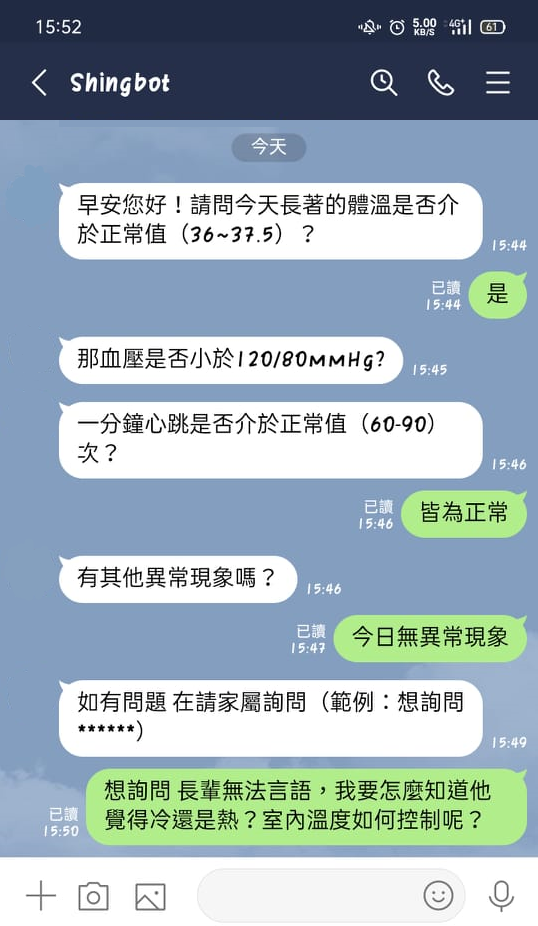 15:52
5.00
KB/S
4G+
61
Shingbot
今天
早安您好！請問今天長著的體溫是否介
於正常值（36~37.5）？
15:44
已讀
15:44
是
那血壓是否小於120/80mmHg?
15:45
一分鐘心跳是否介於正常值（60-90）
次？
15:46
已讀
15:46
皆為正常
有其他異常現象嗎？
15:46
已讀
15:47
今日無異常現象
如有問題 在請家屬詢問（範例：想詢問
******）
15:49
想詢問 長輩無法言語，我要怎麼知道他
覺得冷還是熱？室內溫度如何控制呢？
已讀
15:50